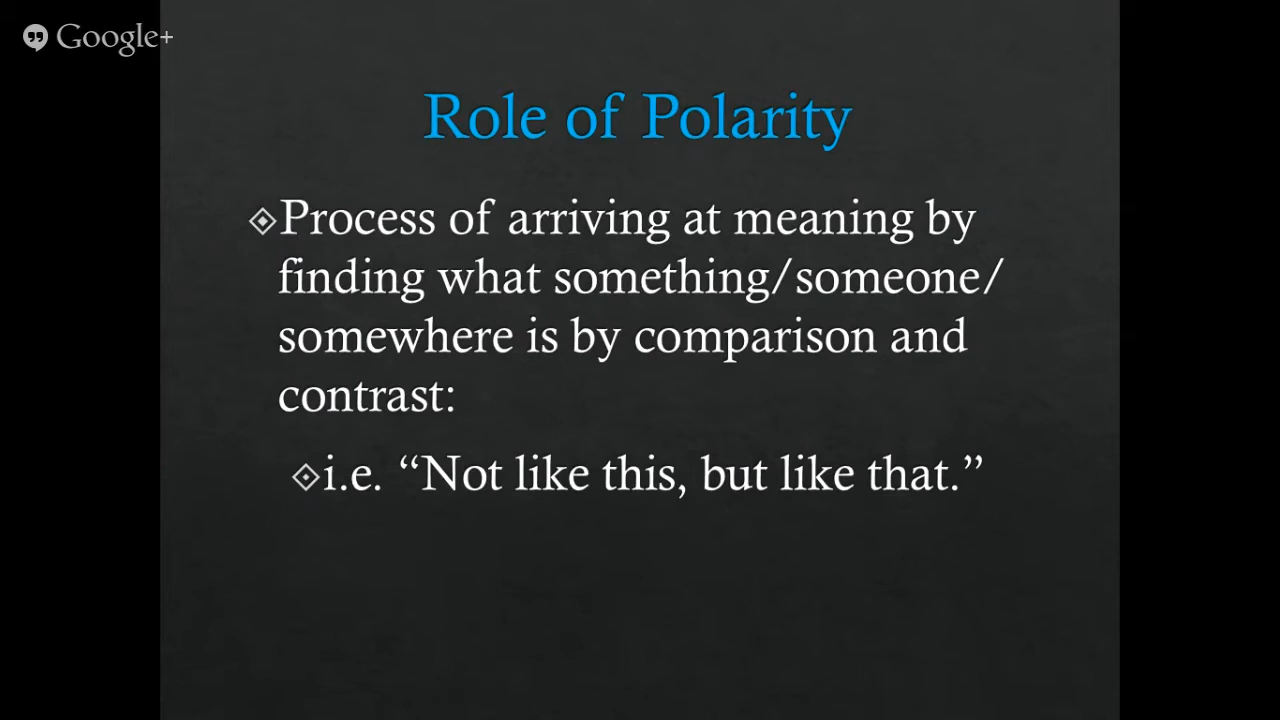 Google+
Role of Polarity
Process of arriving at meaning by
finding what something/someone/
somewhere is by comparison and
contrast:
i.e. “Not like this, but like that.”